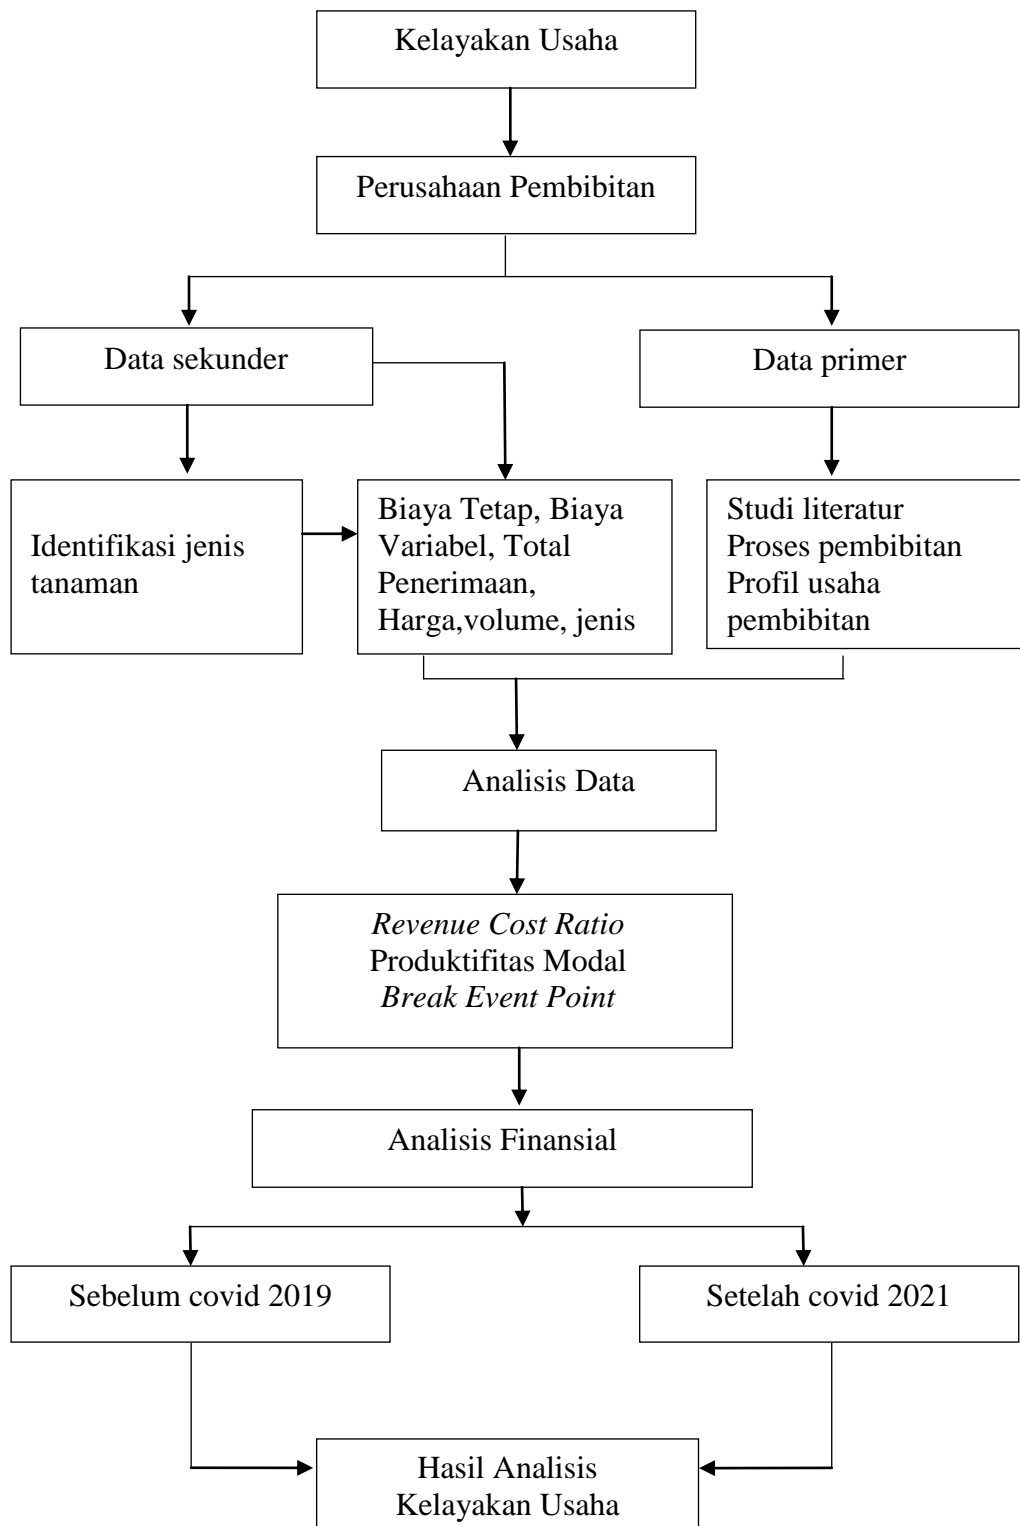 Kelayakan Usaha
Perusahaan Pembibitan
Data sekunder
Data primer
Identifikasi jenis
tanaman
Biaya Tetap, Biaya
Variabel, Total
Penerimaan,
Harga,volume, jenis
Studi literatur
Proses pembibitan
Profil usaha
pembibitan
Analisis Data
Revenue Cost Ratio
Produktifitas Modal
Break Event Point
Analisis Finansial
Sebelum covid 2019
Setelah covid 2021
Hasil Analisis
Kelayakan Usaha